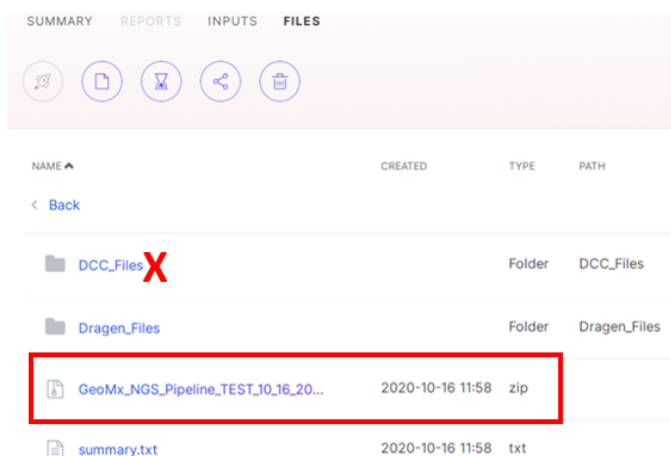 SUMMARY REPORTS INPUTS FILES
NAME CREATED TYPE PATH
< Back
DCC_Files X Folder DCC_Files
Dragen_Files Folder Dragen_Files
GeoMx_NGS_Pipeline_TEST_10_16_20... 2020-10-16 11:58 zip
summary.txt 2020-10-16 11:58 txt